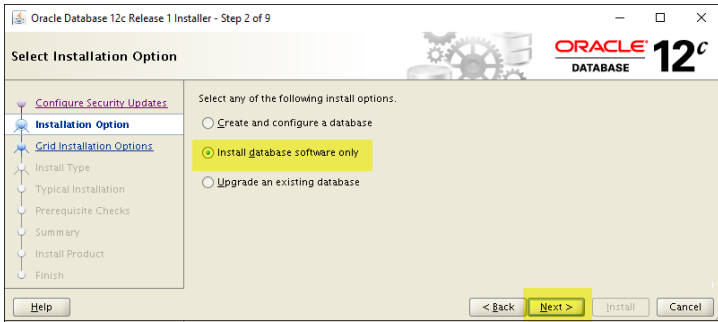 Oracle Database 12c Release 1 Installer - Step 2 of 9
Select Installation Option
ORACLE
DATABASE
12c
Configure Security Updates
Installation Option
Grid Installation Options
Install Type
Typical Installation
Prerequisite Checks
Summary
Install Product
Finish
Select any of the following install options.
Create and configure a database
Install database software only
Upgrade an existing database
Help
< Back
Next >
Install
Cancel